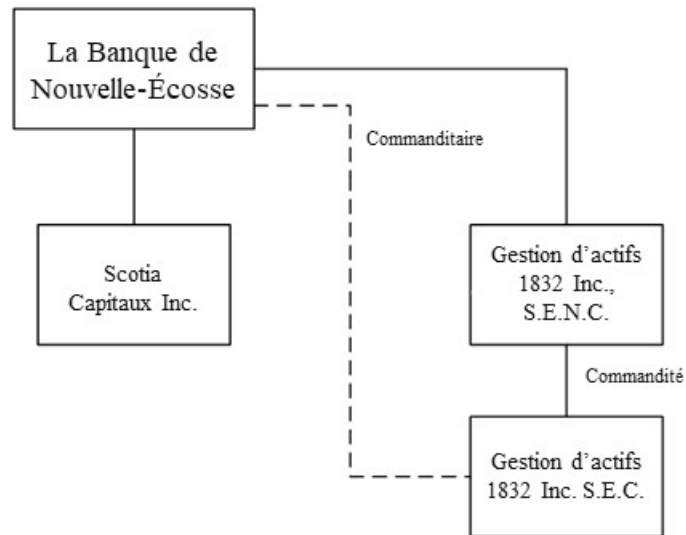 La Banque de
Nouvelle-Écosse
Commanditaire
Scotia
Capitaux Inc.
Gestion d’actifs
1832 Inc.,
S.E.N.C.
Commandité
Gestion d’actifs
1832 Inc. S.E.C.